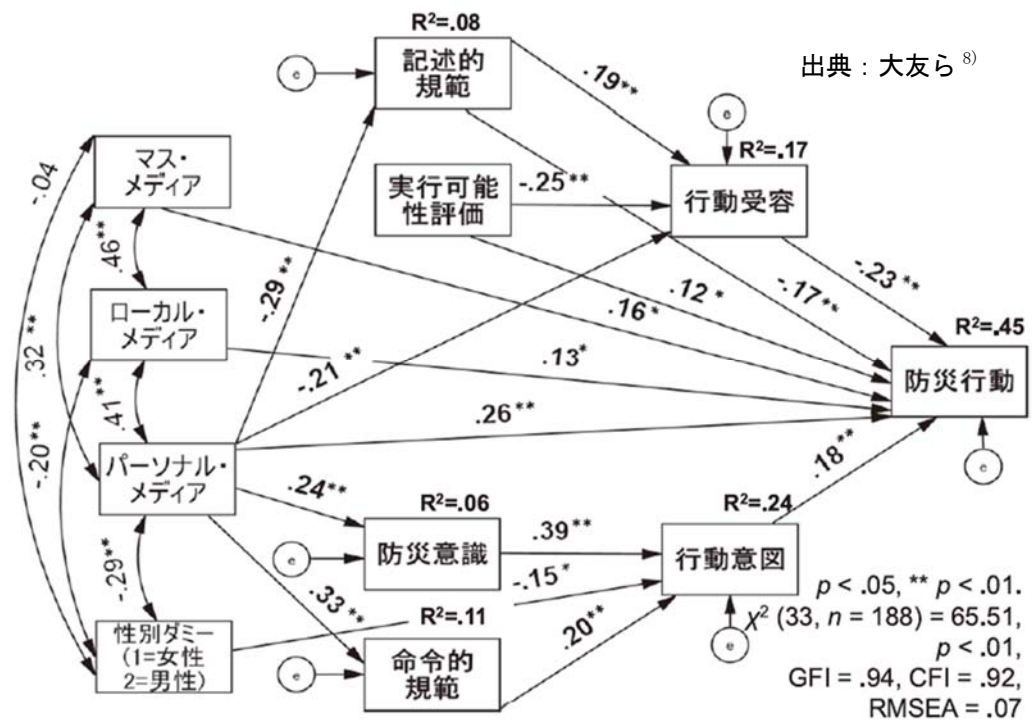 R²=.08
記述的
規範
出典：大友ら 8)
e
.19**
e
R²=.17
マス・
メディア
-.04
実行可能
性評価
-.25**
行動受容
.46**
-.29**
-.23**
.12*
-.17**
.16*
R²=.45
ローカル・
メディア
.32**
.13*
防災行動
-.21**
.41**
.26**
-.20**
e
パーソナル・
メディア
.18**
.24**
R²=.06
R²=.24
e
防災意識
.39**
行動意図
-.29**
-.15*
.33**
R²=.11
.20**
e
性別ダミー
(1=女性
2=男性)
e
命令的
規範
p < .05, ** p < .01.
χ² (33, n = 188) = 65.51,
p < .01,
GFI = .94, CFI = .92,
RMSEA = .07